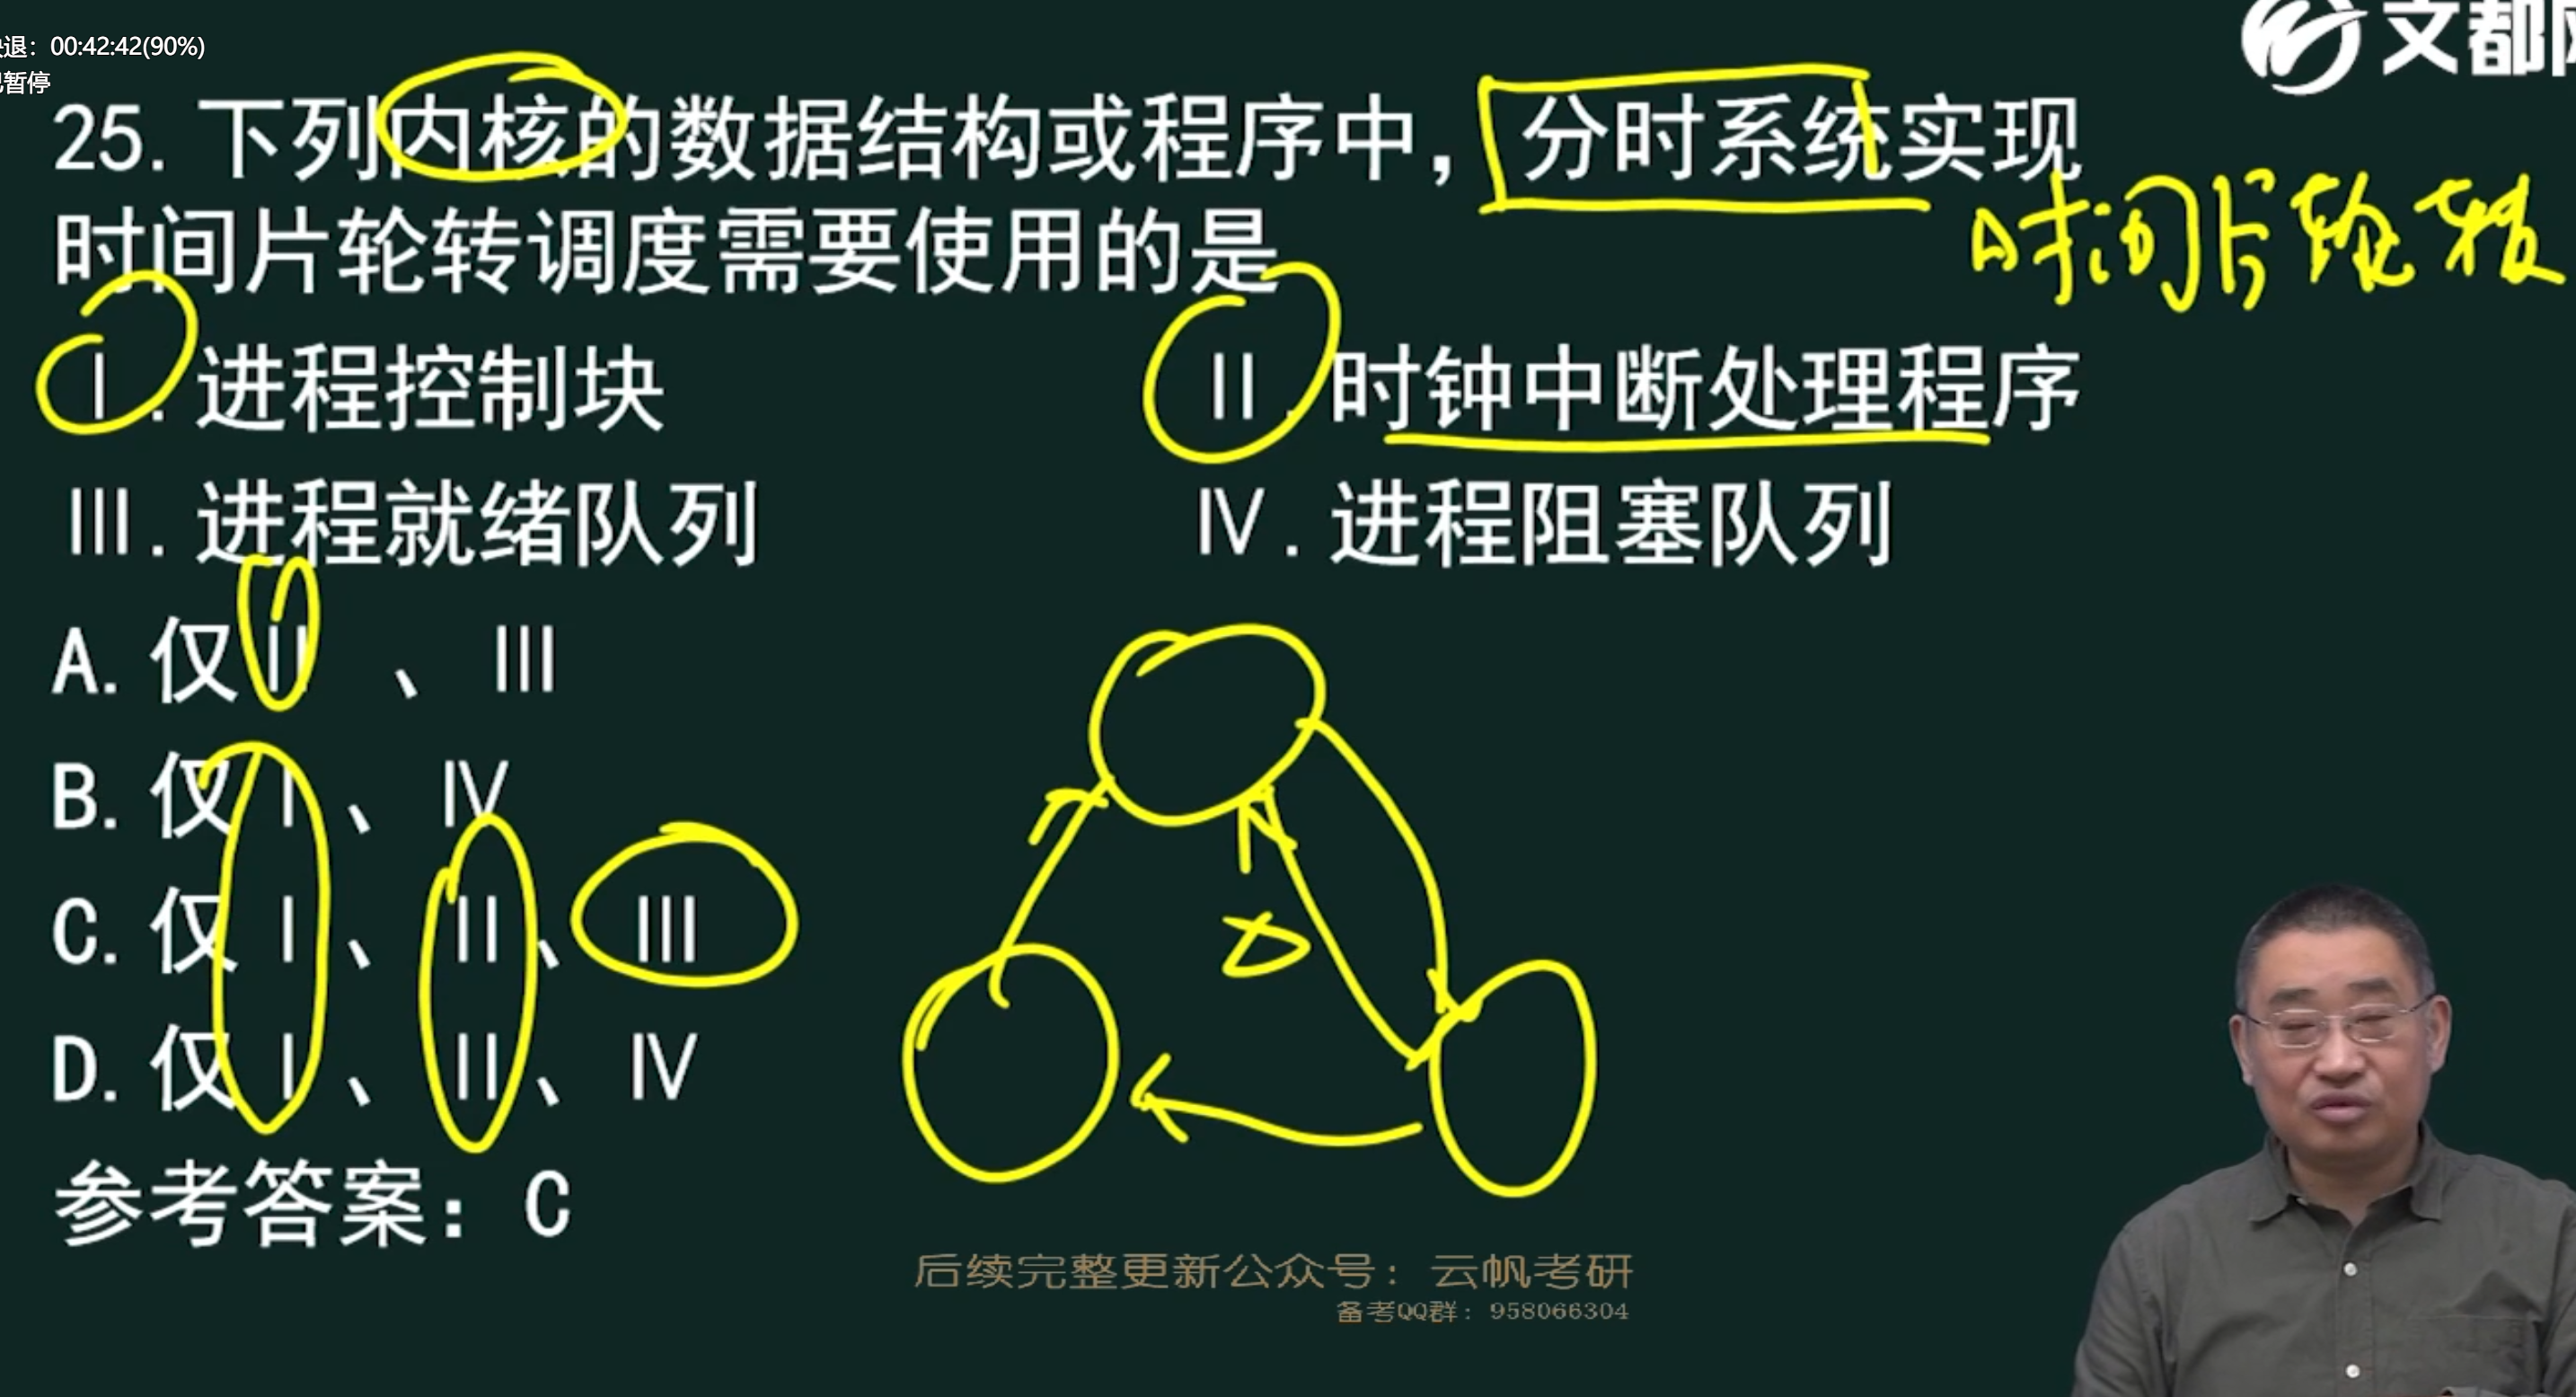 退：00:42:42(90%)
暂停
文都
25. 下列内核的数据结构或程序中，分时系统实现
时间片轮转调度需要使用的是
时间片轮转
I. 进程控制块
II. 时钟中断处理程序
III. 进程就绪队列
IV. 进程阻塞队列
A. 仅II 、III
B. 仅 I 、 IV
C. 仅 I 、 II 、 III
D. 仅 I 、 II 、 IV
参考答案：C
后续完整更新公众号：云帆考研
备考QQ群：958066304